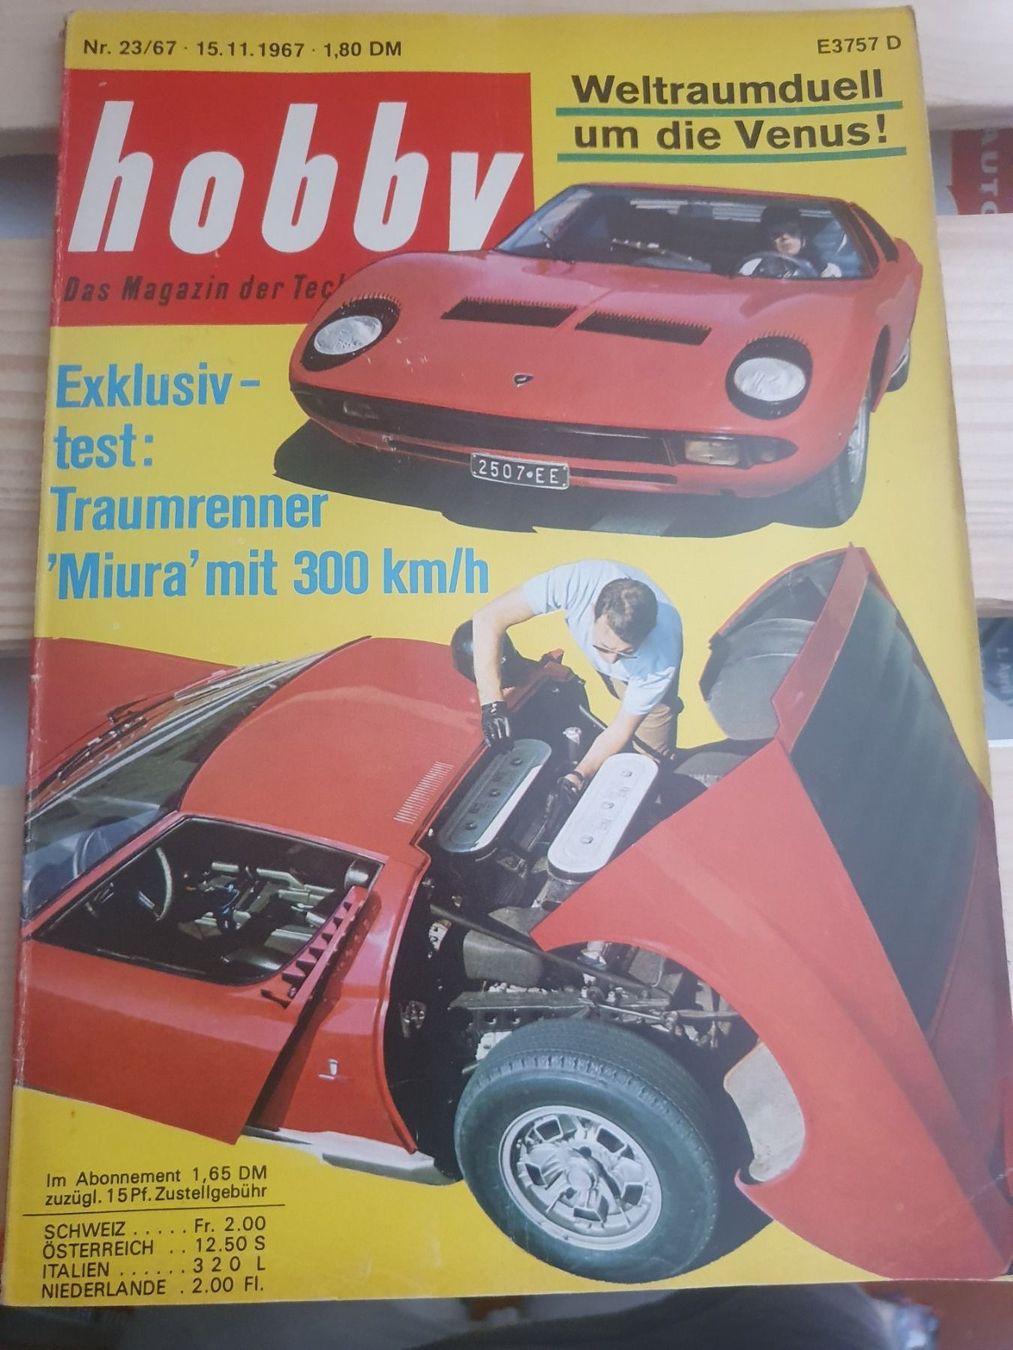 Nr. 23/67 · 15.11.1967 · 1,80 DM
E3757 D
hobby
Das Magazin der Tech
Weltraumduell
um die Venus!
Exklusiv-
test:
Traumrenner
'Miura' mit 300 km/h
2507•EE
Im Abonnement 1,65 DM
zuzügl. 15 Pf. Zustellgebühr
SCHWEIZ ..... Fr. 2.00
ÖSTERREICH .. 12.50 S
ITALIEN ...... 320 L
NIEDERLANDE . 2.00 Fl.
AUTO